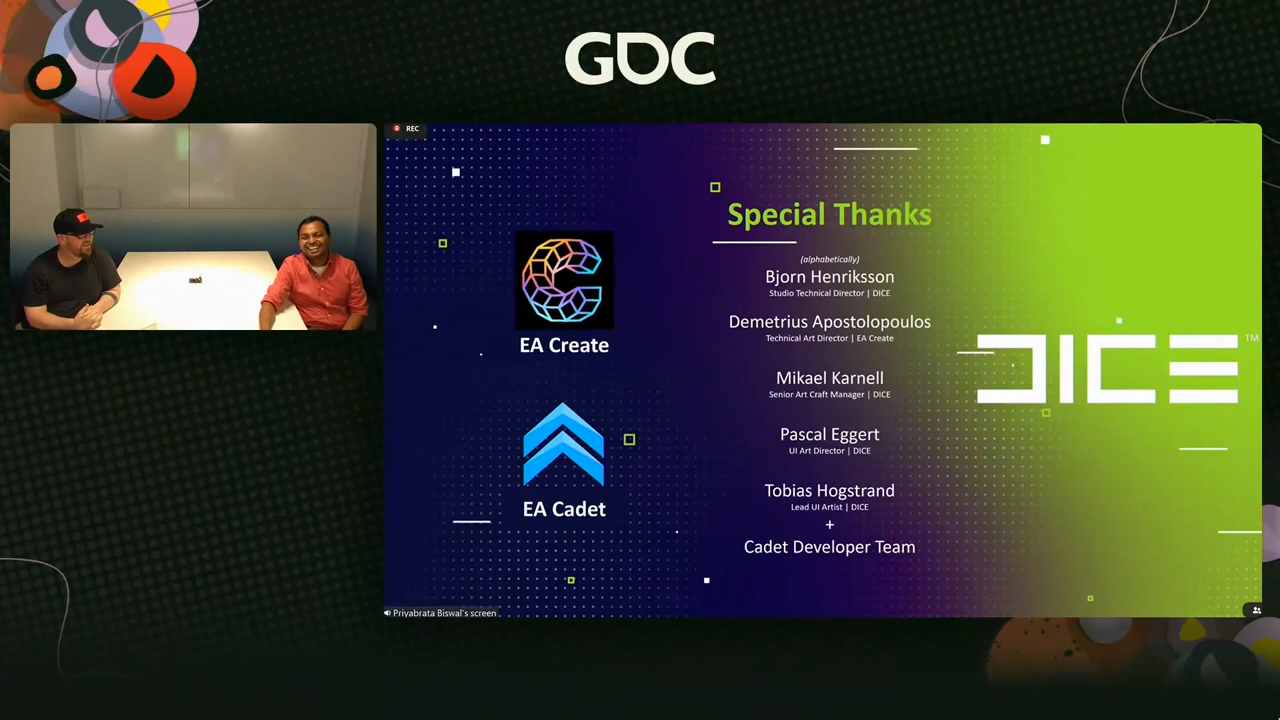 GDC
REC
Special Thanks
(alphabetically)
Bjorn Henriksson
Studio Technical Director | DICE
Demetrius Apostolopoulos
Technical Art Director | EA Create
Mikael Karnell
Senior Art Craft Manager | DICE
Pascal Eggert
UI Art Director | DICE
Tobias Hogstrand
Lead UI Artist | DICE
+
Cadet Developer Team
EA Create
EA Cadet
DICE TM
Priyabrata Biswal's screen